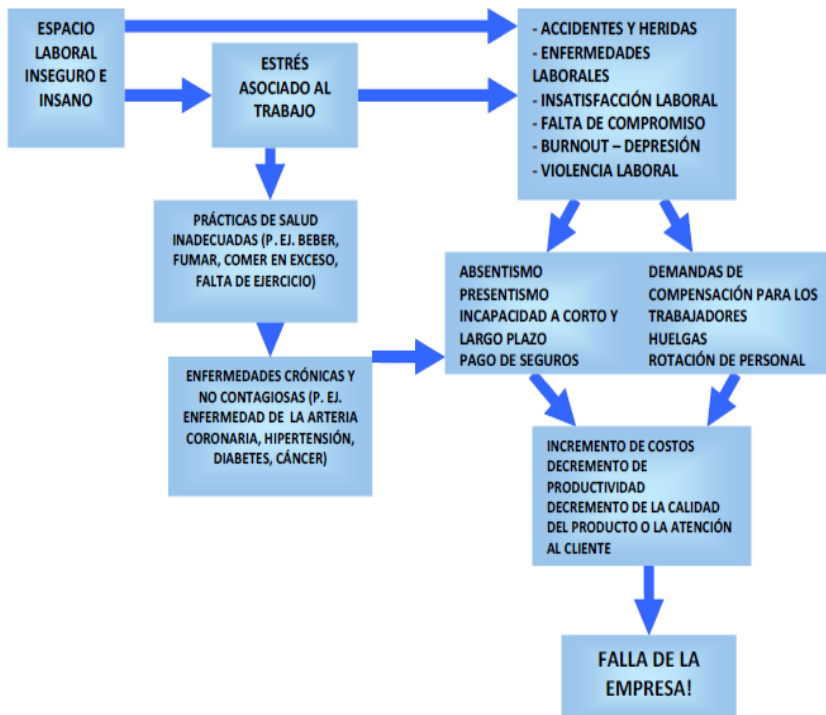 ESPACIO
LABORAL
INSEGURO E
INSANO
ESTRÉS
ASOCIADO AL
TRABAJO
- ACCIDENTES Y HERIDAS
- ENFERMEDADES
LABORALES
- INSATISFACCIÓN LABORAL
- FALTA DE COMPROMISO
- BURNOUT – DEPRESIÓN
- VIOLENCIA LABORAL
PRÁCTICAS DE SALUD
INADECUADAS (P. EJ. BEBER,
FUMAR, COMER EN EXCESO,
FALTA DE EJERCICIO)
ABSENTISMO
PRESENTISMO
INCAPACIDAD A CORTO Y
LARGO PLAZO
PAGO DE SEGUROS
DEMANDAS DE
COMPENSACIÓN PARA LOS
TRABAJADORES
HUELGAS
ROTACIÓN DE PERSONAL
ENFERMEDADES CRÓNICAS Y
NO CONTAGIOSAS (P. EJ.
ENFERMEDAD DE LA ARTERIA
CORONARIA, HIPERTENSIÓN,
DIABETES, CÁNCER)
INCREMENTO DE COSTOS
DECREMENTO DE
PRODUCTIVIDAD
DECREMENTO DE LA CALIDAD
DEL PRODUCTO O LA ATENCIÓN
AL CLIENTE
FALLA DE LA
EMPRESA!